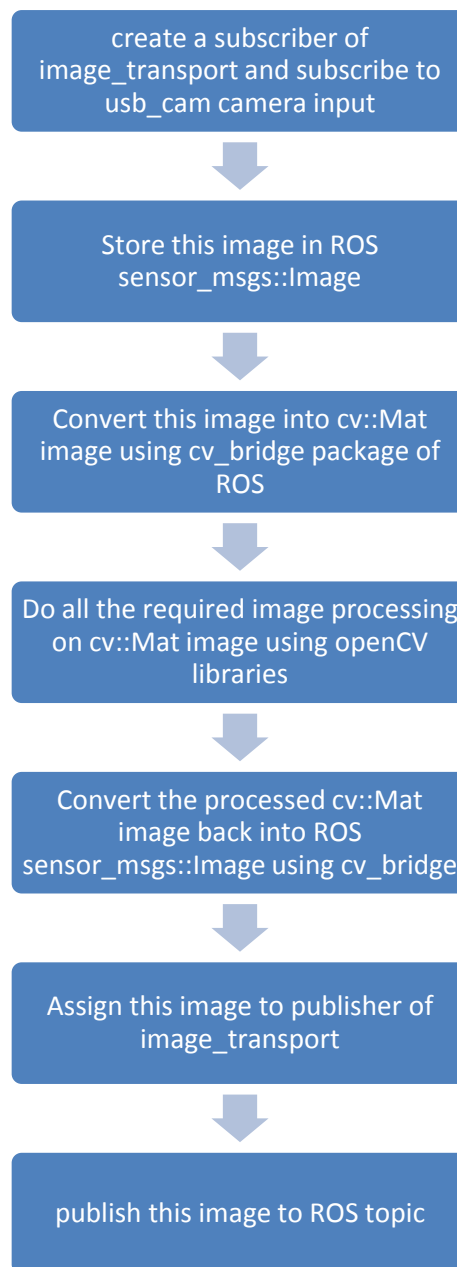 create a subscriber of
image_transport and subscribe to
usb_cam camera input
Store this image in ROS
sensor_msgs::Image
Convert this image into cv::Mat
image using cv_bridge package of
ROS
Do all the required image processing
on cv::Mat image using openCV
libraries
Convert the processed cv::Mat
image back into ROS
sensor_msgs::Image using cv_bridge
Assign this image to publisher of
image_transport
publish this image to ROS topic